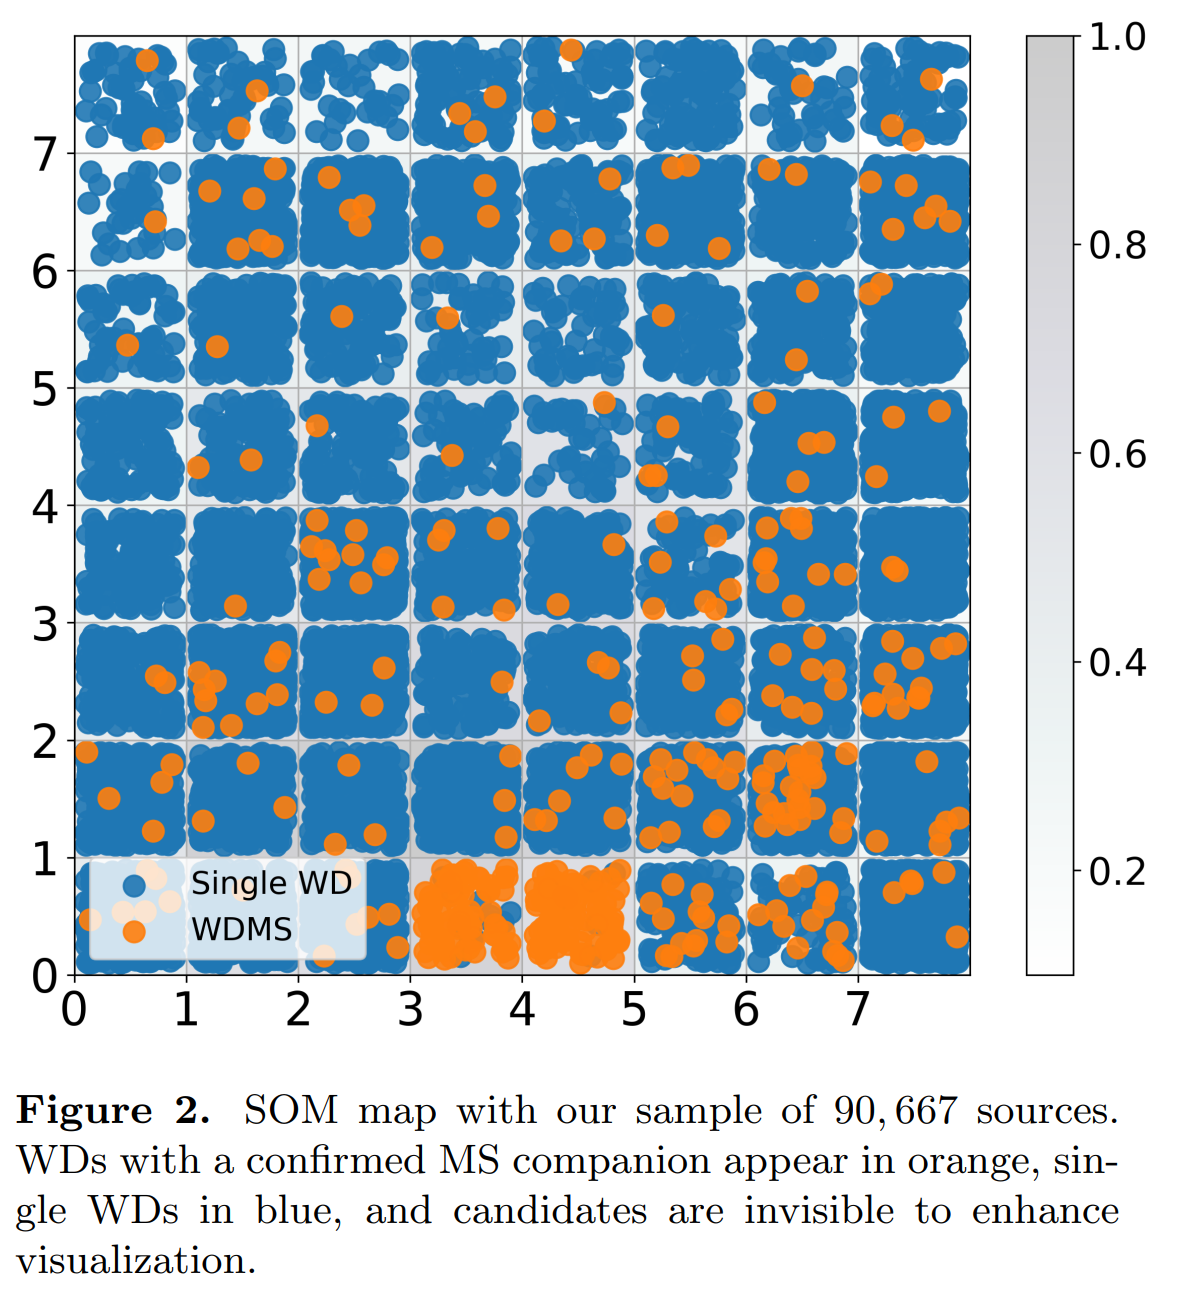 1.0
7
0.8
6
5
0.6
4
3
0.4
2
1
0.2
Single WD
WDMS
0
0 1 2 3 4 5 6 7
Figure 2. SOM map with our sample of 90,667 sources.
WDs with a confirmed MS companion appear in orange, sin-
gle WDs in blue, and candidates are invisible to enhance
visualization.